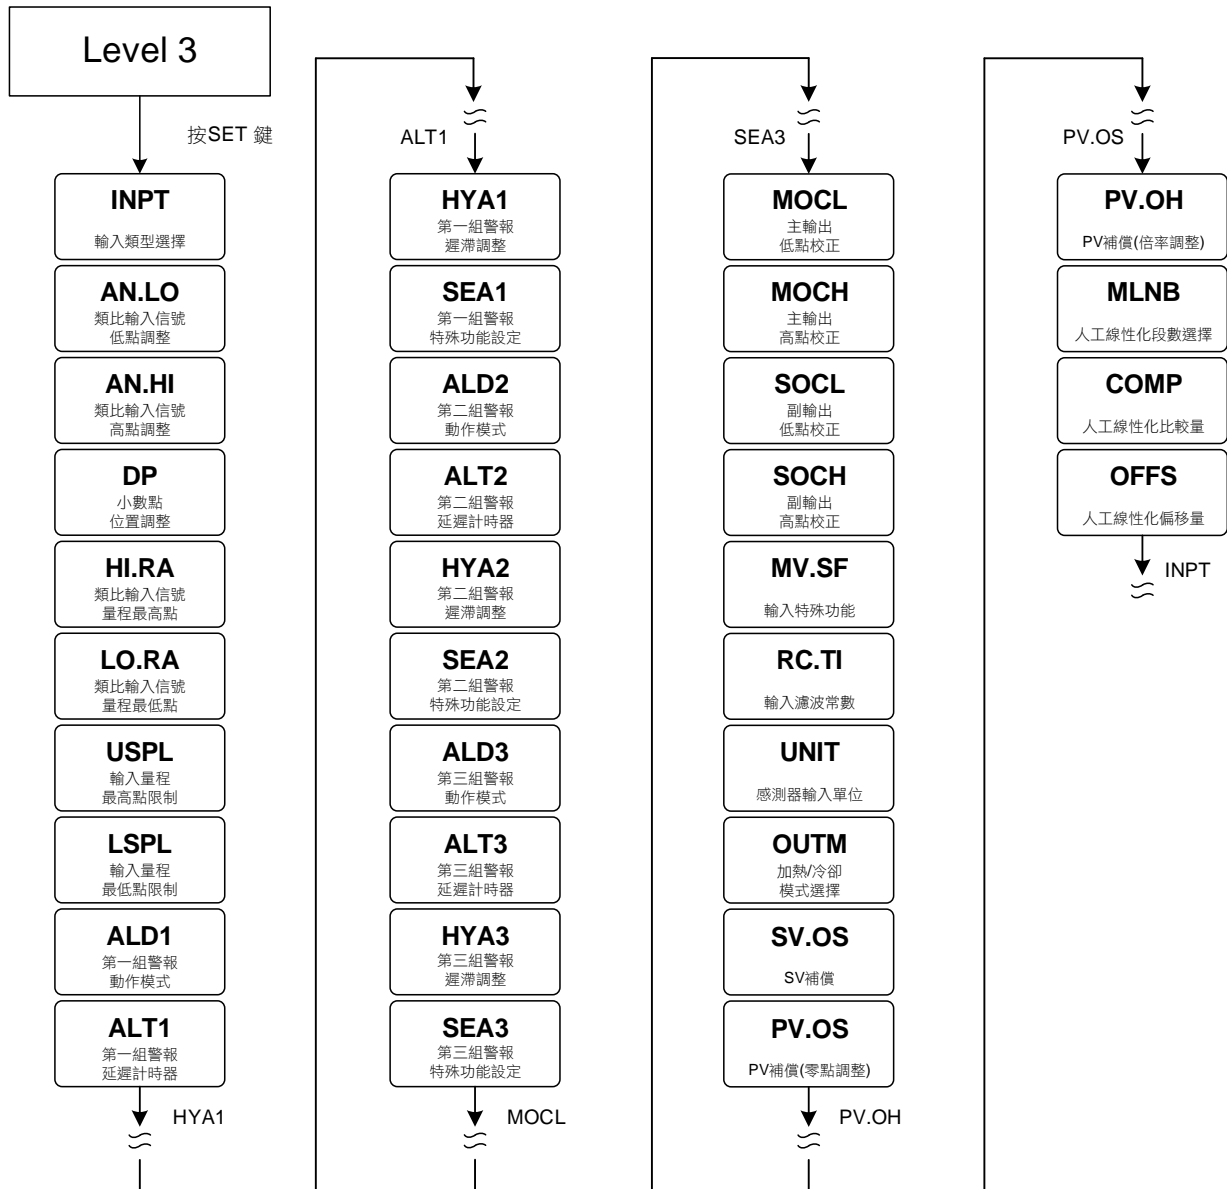 Level 3
按SET 鍵
INPT
輸入類型選擇
AN.LO
類比輸入信號
低點調整
AN.HI
類比輸入信號
高點調整
DP
小數點
位置調整
HI.RA
類比輸入信號
量程最高點
LO.RA
類比輸入信號
量程最低點
USPL
輸入量程
最高點限制
LSPL
輸入量程
最低點限制
ALD1
第一組警報
動作模式
ALT1
第一組警報
延遲計時器
HYA1
ALT1
HYA1
第一組警報
遲滯調整
SEA1
第一組警報
特殊功能設定
ALD2
第二組警報
動作模式
ALT2
第二組警報
延遲計時器
HYA2
第二組警報
遲滯調整
SEA2
第二組警報
特殊功能設定
ALD3
第三組警報
動作模式
ALT3
第三組警報
延遲計時器
HYA3
第三組警報
遲滯調整
SEA3
第三組警報
特殊功能設定
MOCL
SEA3
MOCL
主輸出
低點校正
MOCH
主輸出
高點校正
SOCL
副輸出
低點校正
SOCH
副輸出
高點校正
MV.SF
輸入特殊功能
RC.TI
輸入濾波常數
UNIT
感測器輸入單位
OUTM
加熱/冷卻
模式選擇
SV.OS
SV補償
PV.OS
PV補償(零點調整)
PV.OH
PV.OS
PV.OH
PV補償(倍率調整)
MLNB
人工線性化段數選擇
COMP
人工線性化比較量
OFFS
人工線性化偏移量
INPT